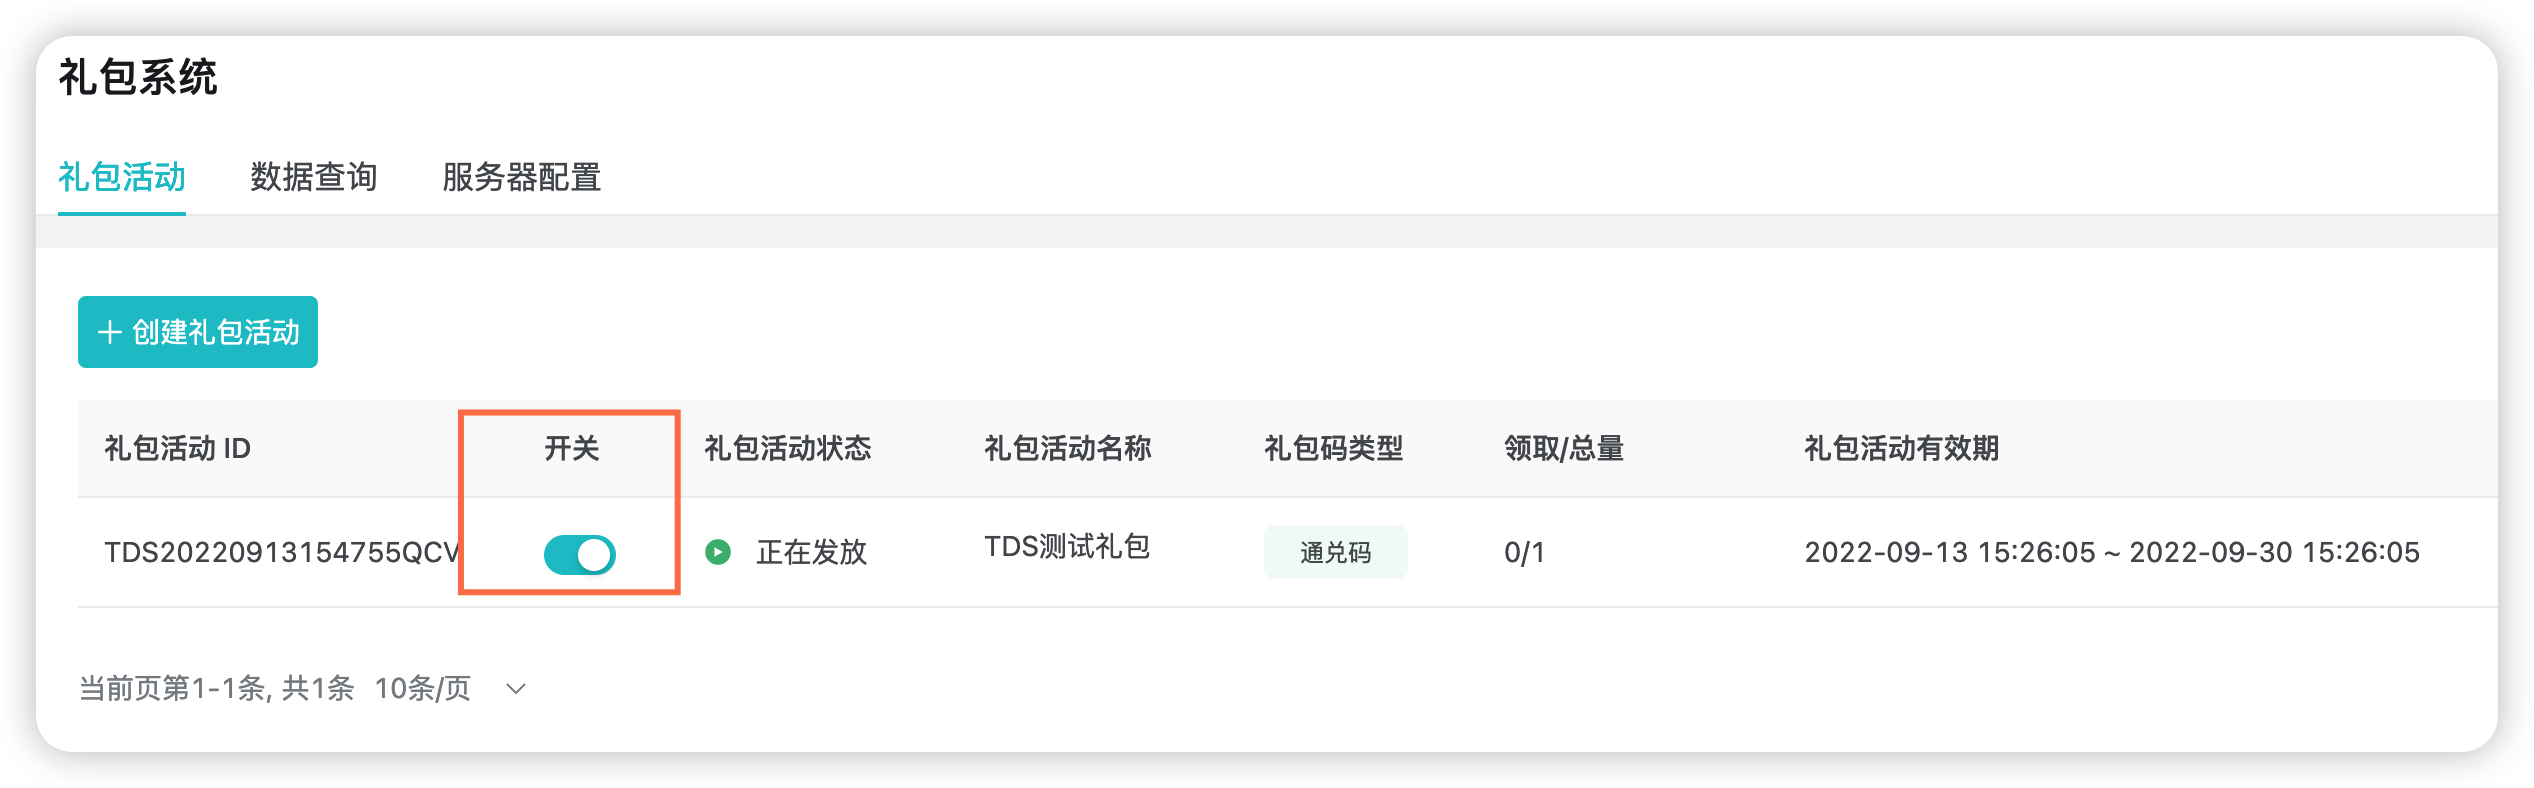 礼包系统
礼包活动 数据查询 服务器配置
创建礼包活动
礼包活动 ID 开关 礼包活动状态 礼包活动名称 礼包码类型 领取/总量 礼包活动有效期
TDS20220913154755QCV 正在发放 TDS测试礼包 通兑码 0/1 2022-09-13 15:26:05 ~ 2022-09-30 15:26:05
当前页第1-1条, 共1条 10条/页